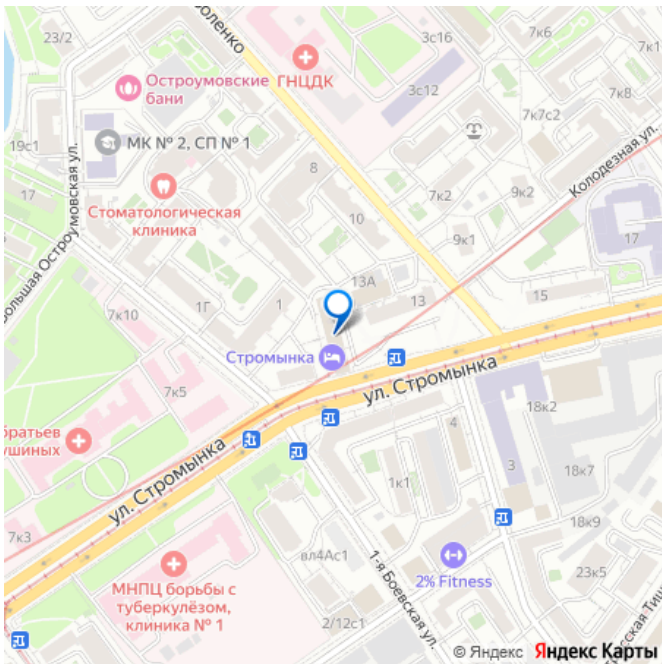 оленко
23/2
3с16
7к6
ГНЦДК
Остроумовские
бани
3с12
7к8
7к7с2
19с1
МК № 2, СП № 1
Колодезная ул.
8
17
Стоматологическая
клиника
7к2
9к2
Большая Остроумовская ул.
10
9к1
17
13А
1Г
1
13
15
7к10
Стромынка
ул. Стромынка
7к5
18к2
4
братьев
ушиных
3
18к7
ул. Стромынка
1к1
7к3
18к9
вл4Ас1
2% Fitness
МНПЦ борьбы с
туберкулёзом,
клиника № 1
1-я Боевская ул.
23к5
2/12с1
© Яндекс Яндекс Карты